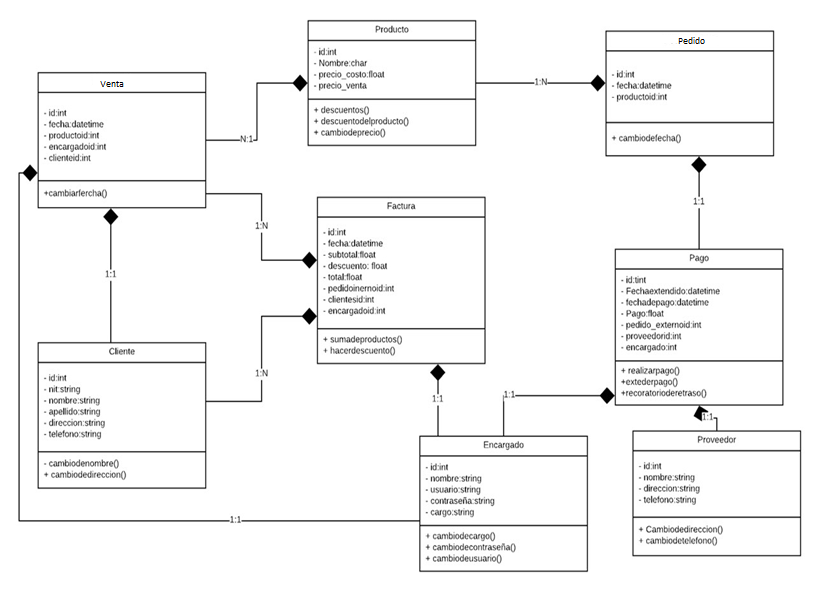 Producto
- id:int
- Nombre:char
- precio_costo:float
- precio_venta
+ descuentos()
+ descuentodelproducto()
+ cambiodeprecio()
Pedido
- id:int
- fecha:datetime
- productoid:int
+ cambiodefecha()
Venta
- id:int
- fecha:datetime
- productoid:int
- encargadoid:int
- clienteid:int
+cambiarfercha()
N:1
1:N
1:N
1:1
1:1
Factura
- id:int
- fecha:datetime
- subtotal:float
- descuento: float
- total:float
- pedidoinernoid:int
- clientesid:int
- encargadoid:int
+ sumadeproductos()
+ hacerdescuento()
Pago
- id:tint
- Fechaextendido:datetime
- fechadepago:datetime
- Pago:float
- pedido_externoid:int
- proveedorid:int
- encargado:int
+ realizarpago()
+extederpago()
+recoratorioderetraso()
Cliente
- id:int
- nit:string
- nombre:string
- apellido:string
- direccion:string
- telefono:string
- cambiodenombre()
+ cambiodedireccion()
1:N
1:1
1:1
1:1
Encargado
- id:int
- nombre:string
- usuario:string
- contraseña:string
- cargo:string
+ cambiodecargo()
+ cambiodecontraseña()
+ cambiodeusuario()
Proveedor
- id:int
- nombre:string
- direccion:string
- telefono:string
+ Cambiodedireccion()
+ cambiodetelefono()
1:1